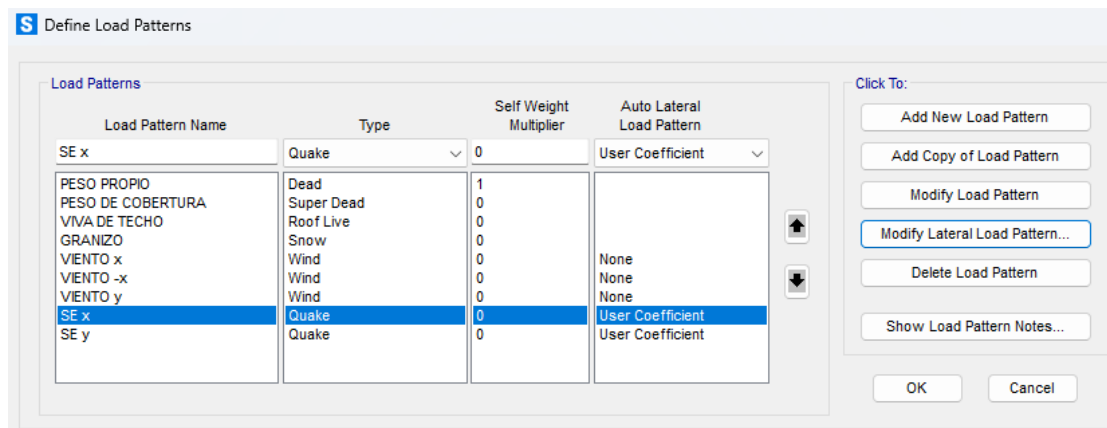 S Define Load Patterns
Load Patterns
Click To:
Load Pattern Name Type Self Weight Multiplier Auto Lateral Load Pattern
SE x Quake 0 User Coefficient
PESO PROPIO Dead 1
PESO DE COBERTURA Super Dead 0
VIVA DE TECHO Roof Live 0
GRANIZO Snow 0
VIENTO x Wind 0 None
VIENTO -x Wind 0 None
VIENTO y Wind 0 None
SE x Quake 0 User Coefficient
SE y Quake 0 User Coefficient
Add New Load Pattern
Add Copy of Load Pattern
Modify Load Pattern
Modify Lateral Load Pattern...
Delete Load Pattern
Show Load Pattern Notes...
OK Cancel